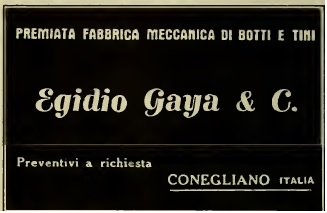 PREMIATA FABBRICA MECCANICA DI BOTTI E TINI
Egidio Gaya & C.
Preventivi a richiesta
CONEGLIANO ITALIA